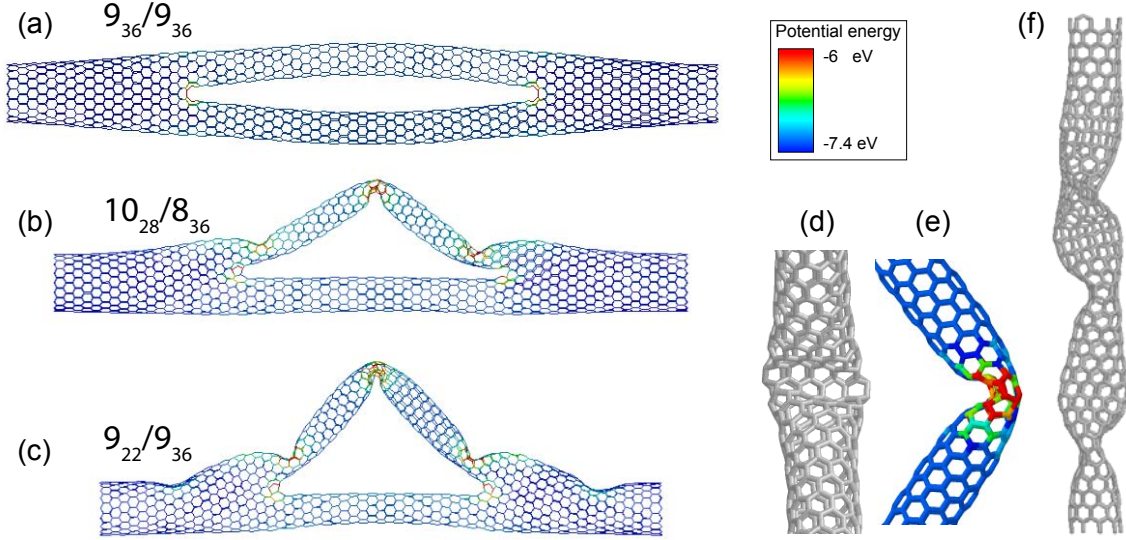 (a) 9₃₆/9₃₆
(b) 10₂₈/8₃₆
(c) 9₂₂/9₃₆
Potential energy
-6 eV
-7.4 eV
(d)
(e)
(f)